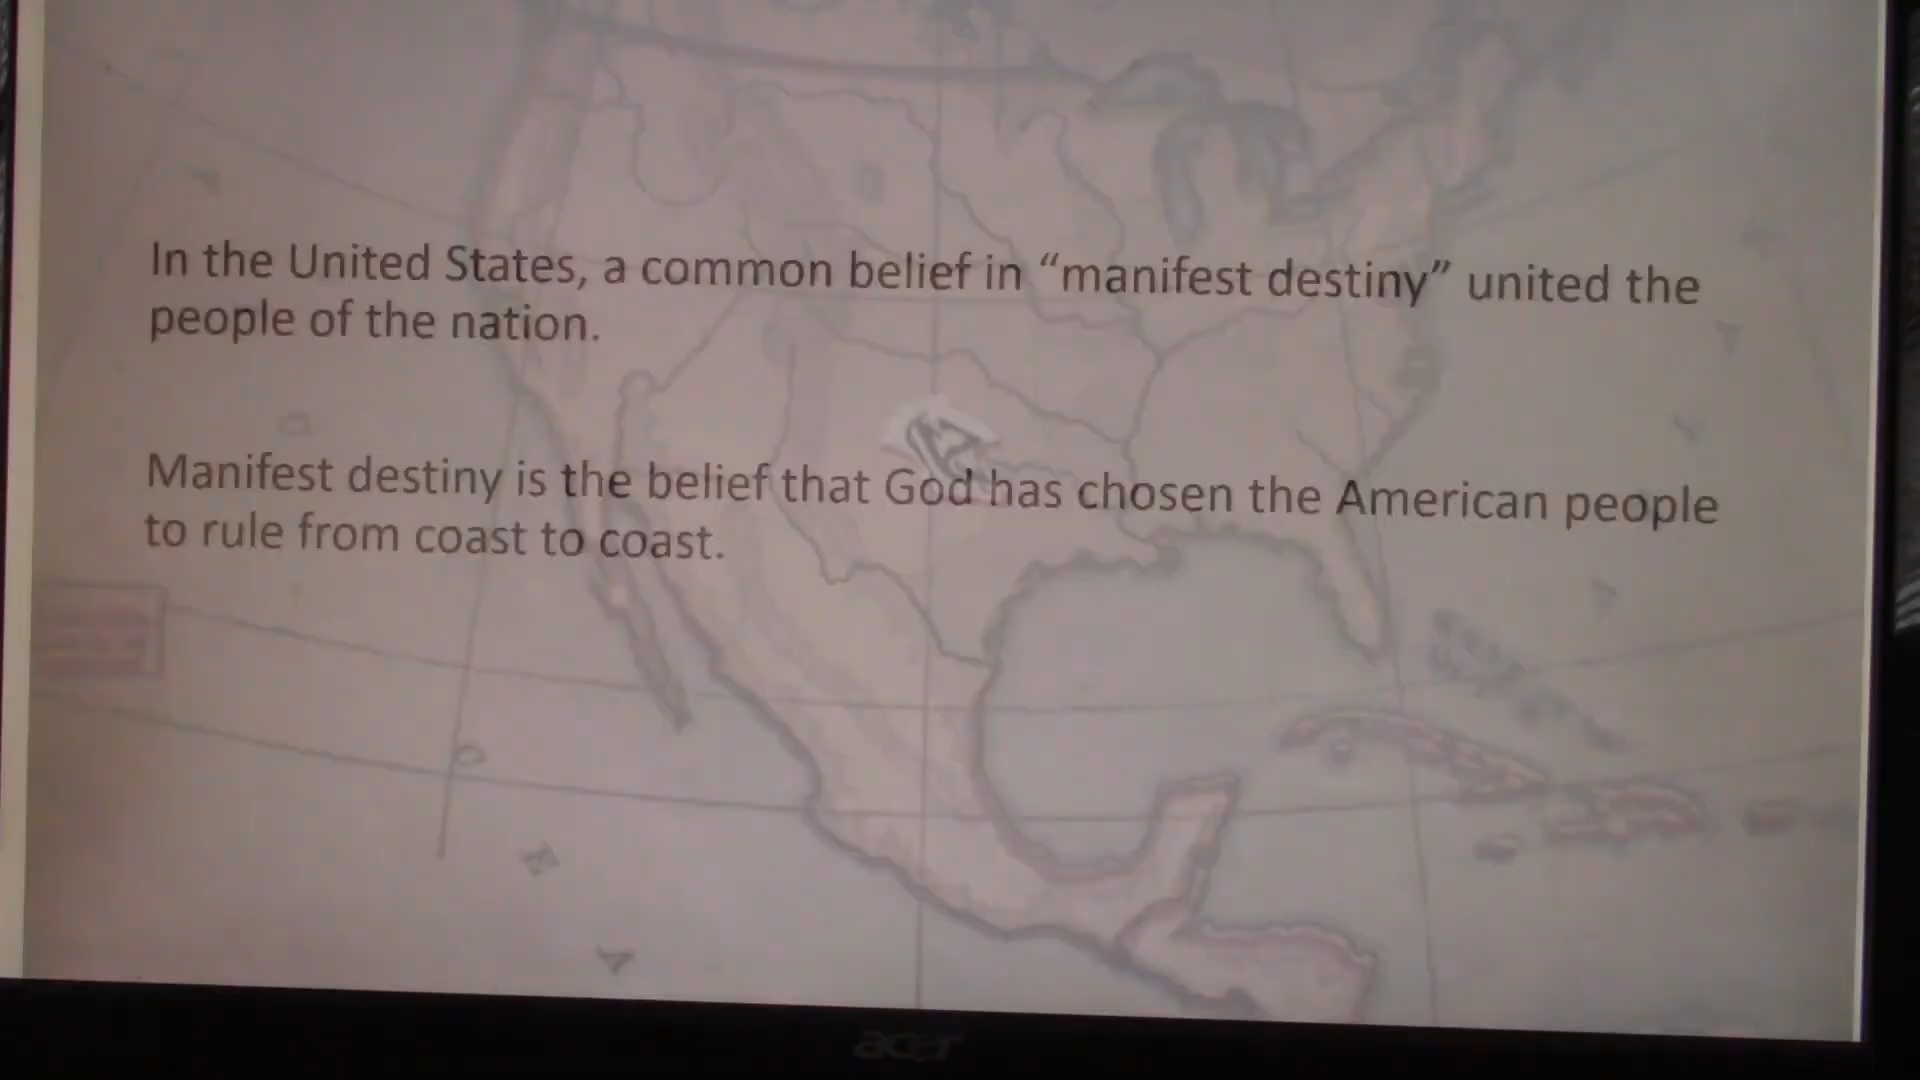 In the United States, a common belief in “manifest destiny” united the
people of the nation.
Manifest destiny is the belief that God has chosen the American people
to rule from coast to coast.
acer